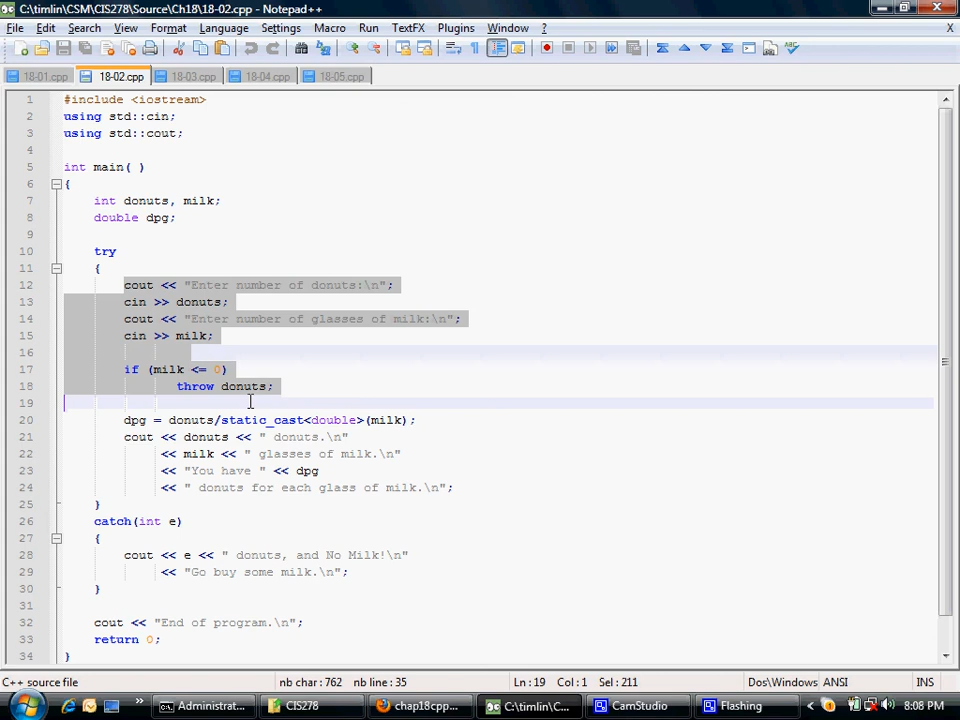 C:\timlin\CSM\CIS278\Source\Ch18\18-02.cpp - Notepad++
File Edit Search View Format Language Settings Macro Run TextFX Plugins Window ? X
18-01.cpp 18-02.cpp 18-03.cpp 18-04.cpp 18-05.cpp
1 #include <iostream>
2 using std::cin;
3 using std::cout;
4
5 int main( )
6 {
7 int donuts, milk;
8 double dpg;
9
10 try
11 {
12 cout << "Enter number of donuts:\n";
13 cin >> donuts;
14 cout << "Enter number of glasses of milk:\n";
15 cin >> milk;
16
17 if (milk <= 0)
18 throw donuts;
19
20 dpg = donuts/static_cast<double>(milk);
21 cout << donuts << " donuts.\n"
22 << milk << " glasses of milk.\n"
23 << "You have " << dpg
24 << " donuts for each glass of milk.\n";
25 }
26 catch(int e)
27 {
28 cout << e << " donuts, and No Milk!\n"
29 << "Go buy some milk.\n";
30 }
31
32 cout << "End of program.\n";
33 return 0;
34 }
C++ source file nb char : 762 nb line : 35 Ln : 19 Col : 1 Sel : 211 Dos\Windows ANSI INS
Administrat... CIS278 chap18cpp... C:\timlin\C... CamStudio Flashing 8:08 PM